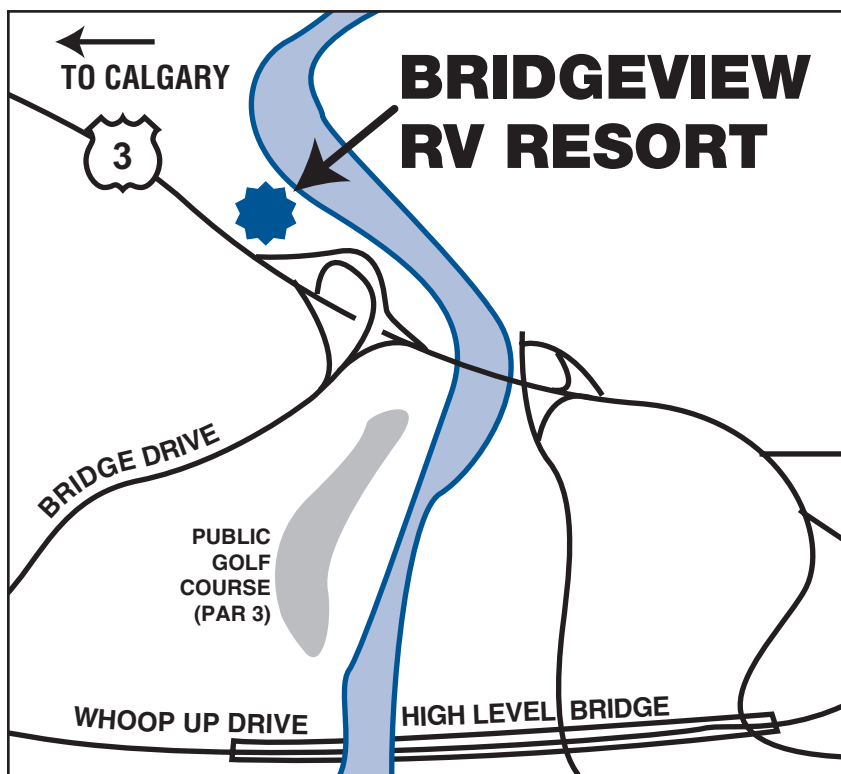 TO CALGARY
BRIDGEVIEW
RV RESORT
3
BRIDGE DRIVE
PUBLIC
GOLF
COURSE
(PAR 3)
WHOOP UP DRIVE
HIGH LEVEL BRIDGE